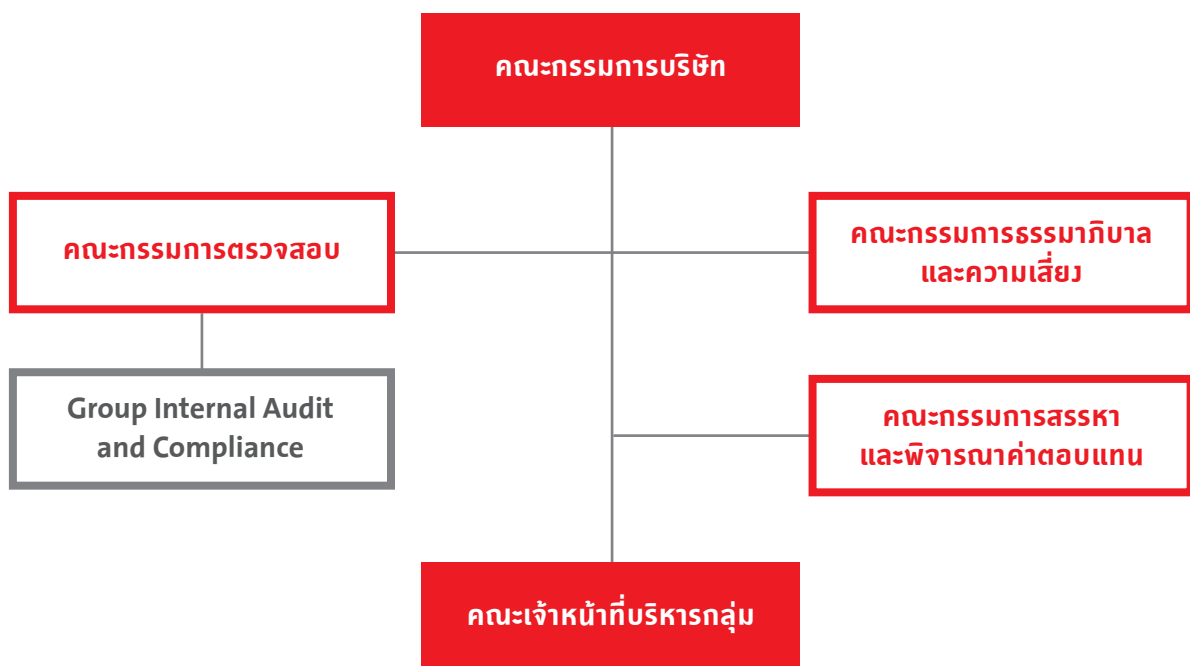 คณะกรรมการบริษัท
คณะกรรมการตรวจสอบ
คณะกรรมการธรรมาภิบาล
และความเสี่ยง
Group Internal Audit
and Compliance
คณะกรรมการสรรหา
และพิจารณาค่าตอบแทน
คณะเจ้าหน้าที่บริหารกลุ่ม